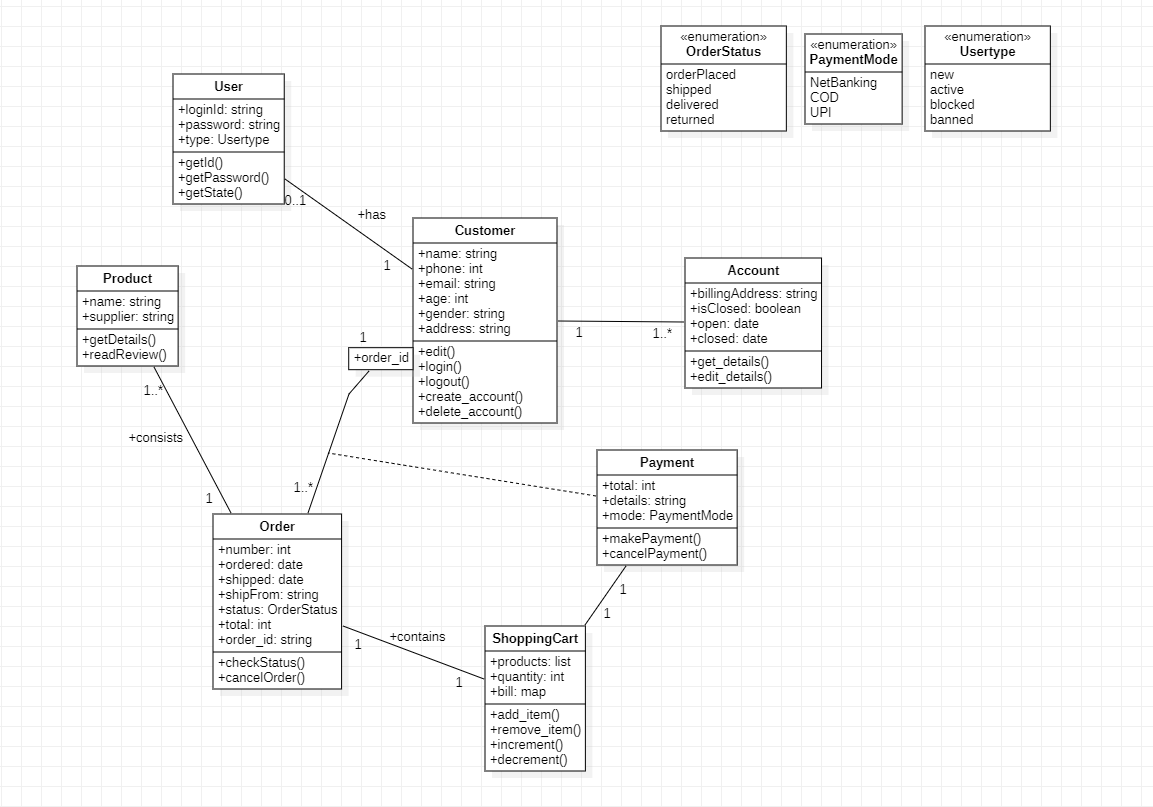 «enumeration»
OrderStatus
orderPlaced
shipped
delivered
returned
«enumeration»
PaymentMode
NetBanking
COD
UPI
«enumeration»
Usertype
new
active
blocked
banned
User
+loginId: string
+password: string
+type: Usertype
+getId()
+getPassword()
+getState()
0..1
+has
1
Customer
+name: string
+phone: int
+email: string
+age: int
+gender: string
+address: string
+edit()
+login()
+logout()
+create_account()
+delete_account()
1
1..*
Account
+billingAddress: string
+isClosed: boolean
+open: date
+closed: date
+get_details()
+edit_details()
Product
+name: string
+supplier: string
+getDetails()
+readReview()
1..*
+consists
1
1
+order_id
1..*
Order
+number: int
+ordered: date
+shipped: date
+shipFrom: string
+status: OrderStatus
+total: int
+order_id: string
+checkStatus()
+cancelOrder()
Payment
+total: int
+details: string
+mode: PaymentMode
+makePayment()
+cancelPayment()
1
1
1
+contains
1
ShoppingCart
+products: list
+quantity: int
+bill: map
+add_item()
+remove_item()
+increment()
+decrement()